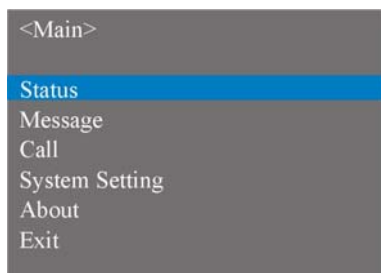 <Main>
Status
Message
Call
System Setting
About
Exit